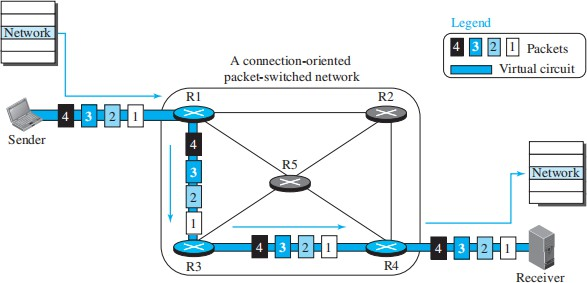 Network
Legend
4 3 2 1 Packets
Virtual circuit
A connection-oriented
packet-switched network
R1
R2
4 3 2 1
Sender
4
3
2
1
R5
Network
4 3 2 1
4 3 2 1
R3
R4
Receiver